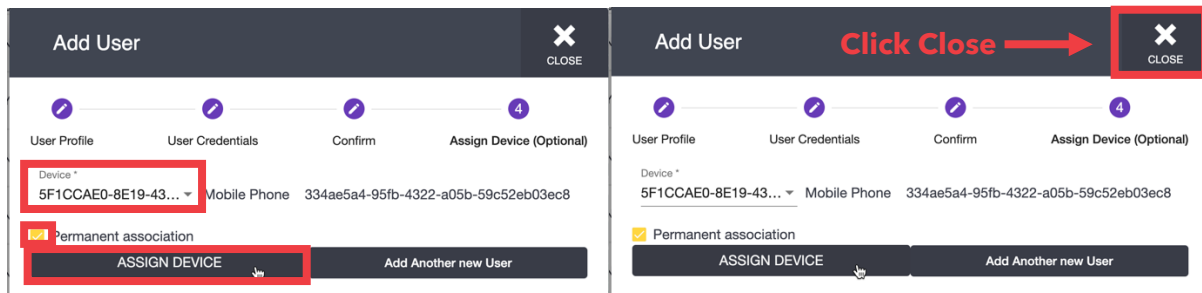 Add User
CLOSE
4
User Profile User Credentials Confirm Assign Device (Optional)
Device *
5F1CCAE0-8E19-43... Mobile Phone 334ae5a4-95fb-4322-a05b-59c52eb03ec8
Permanent association
ASSIGN DEVICE Add Another new User
Add User Click Close
CLOSE
4
User Profile User Credentials Confirm Assign Device (Optional)
Device *
5F1CCAE0-8E19-43... Mobile Phone 334ae5a4-95fb-4322-a05b-59c52eb03ec8
Permanent association
ASSIGN DEVICE Add Another new User